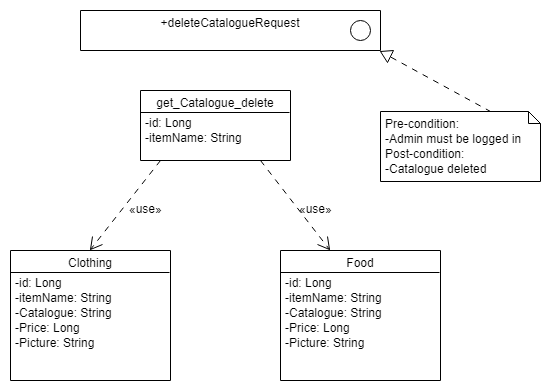 +deleteCatalogueRequest
get_Catalogue_delete
-id: Long
-itemName: String
Pre-condition:
-Admin must be logged in
Post-condition:
-Catalogue deleted
«use»
«use»
Clothing
-id: Long
-itemName: String
-Catalogue: String
-Price: Long
-Picture: String
Food
-id: Long
-itemName: String
-Catalogue: String
-Price: Long
-Picture: String